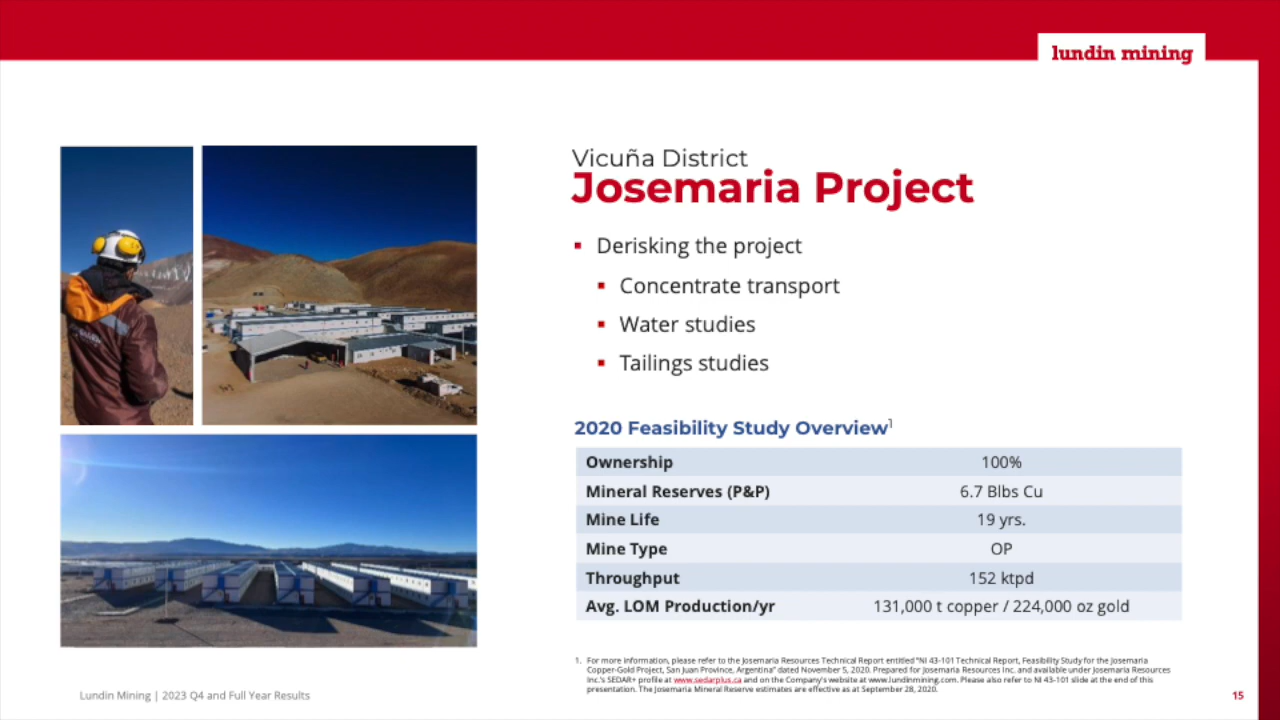 lundin mining
Vicuña District
Josemaria Project
Derisking the project
Concentrate transport
Water studies
Tailings studies
2020 Feasibility Study Overview1
Ownership 100%
Mineral Reserves (P&P) 6.7 Blbs Cu
Mine Life 19 yrs.
Mine Type OP
Throughput 152 ktpd
Avg. LOM Production/yr 131,000 t copper / 224,000 oz gold
1. For more information, please refer to the Josemaria Resources Technical Report entitled "NI 43-101 Technical Report, Feasibility Study for the Josemaria
Copper-Gold Project, San Juan Province, Argentina" dated November 5, 2020. Prepared for Josemaria Resources Inc. and available under Josemaria Resources
Inc.'s SEDAR+ profile at www.sedarplus.ca and on the Company's website at www.lundinmining.com. Please also refer to NI 43-101 slide at the end of this
presentation. The Josemaria Mineral Reserve estimates are effective as at September 28, 2020.
Lundin Mining | 2023 Q4 and Full Year Results
15